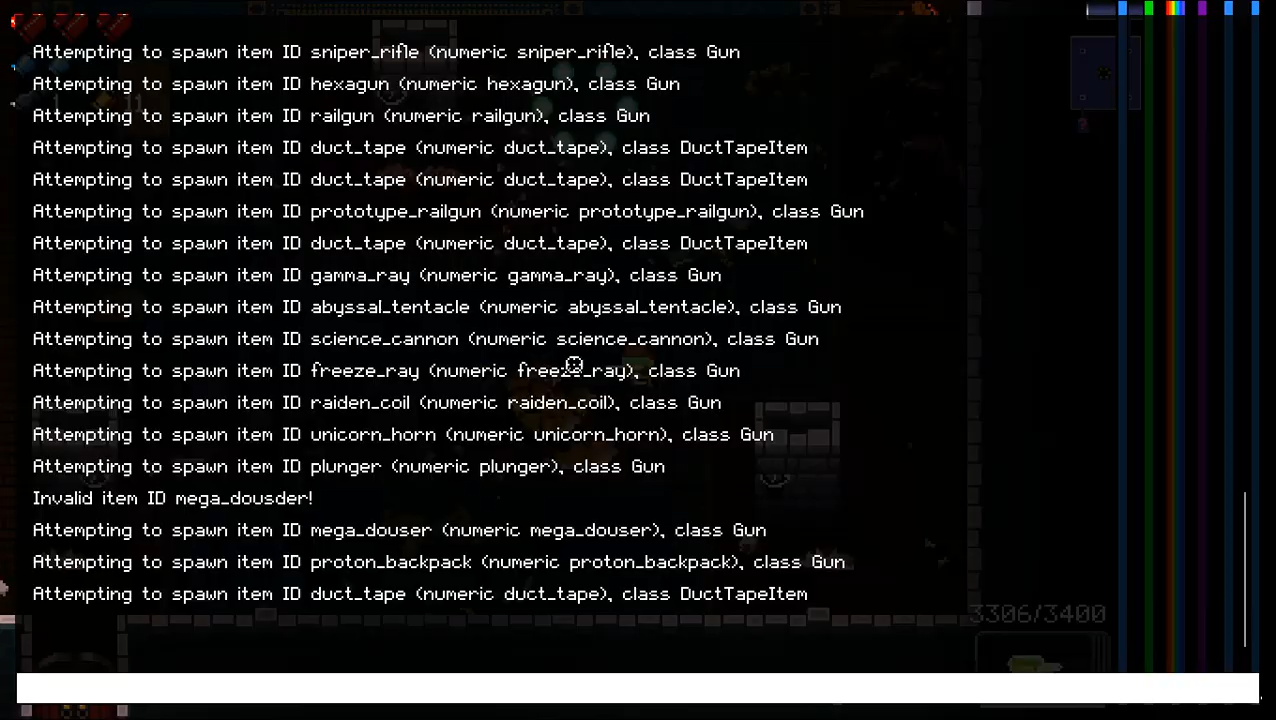 Attempting to spawn item ID sniper_rifle (numeric sniper_rifle), class Gun
Attempting to spawn item ID hexagun (numeric hexagun), class Gun
Attempting to spawn item ID railgun (numeric railgun), class Gun
Attempting to spawn item ID duct_tape (numeric duct_tape), class DuctTapeItem
Attempting to spawn item ID duct_tape (numeric duct_tape), class DuctTapeItem
Attempting to spawn item ID prototype_railgun (numeric prototype_railgun), class Gun
Attempting to spawn item ID duct_tape (numeric duct_tape), class DuctTapeItem
Attempting to spawn item ID gamma_ray (numeric gamma_ray), class Gun
Attempting to spawn item ID abyssal_tentacle (numeric abyssal_tentacle), class Gun
Attempting to spawn item ID science_cannon (numeric science_cannon), class Gun
Attempting to spawn item ID freeze_ray (numeric freeze_ray), class Gun
Attempting to spawn item ID raiden_coil (numeric raiden_coil), class Gun
Attempting to spawn item ID unicorn_horn (numeric unicorn_horn), class Gun
Attempting to spawn item ID plunger (numeric plunger), class Gun
Invalid item ID mega_dousder!
Attempting to spawn item ID mega_douser (numeric mega_douser), class Gun
Attempting to spawn item ID proton_backpack (numeric proton_backpack), class Gun
Attempting to spawn item ID duct_tape (numeric duct_tape), class DuctTapeItem
3306/3400